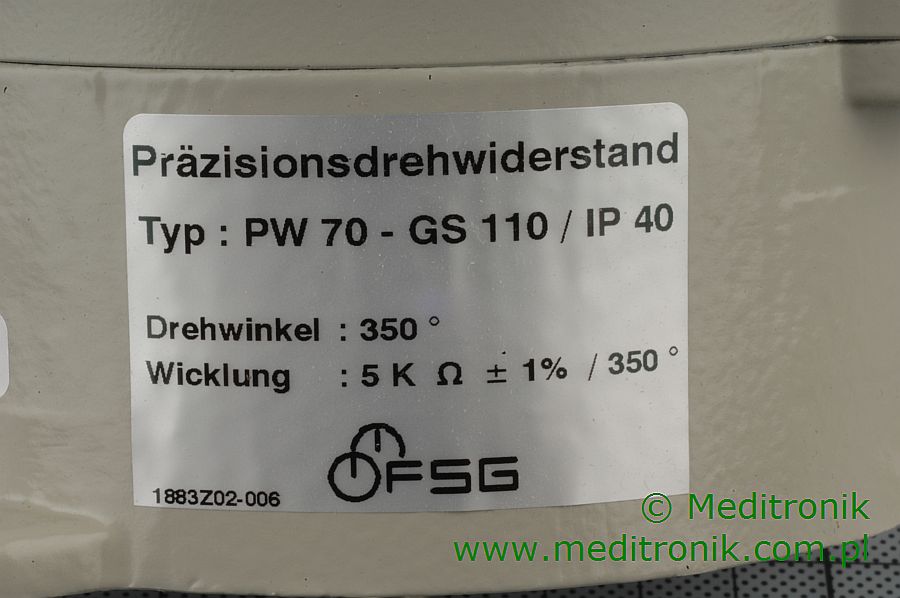 Präzisionsdrehwiderstand
Typ : PW 70 - GS 110 / IP 40
Drehwinkel : 350 °
Wicklung : 5 K Ω ± 1% / 350 °
FSG
1883Z02-006
© Meditronik
www.meditronik.com.pl